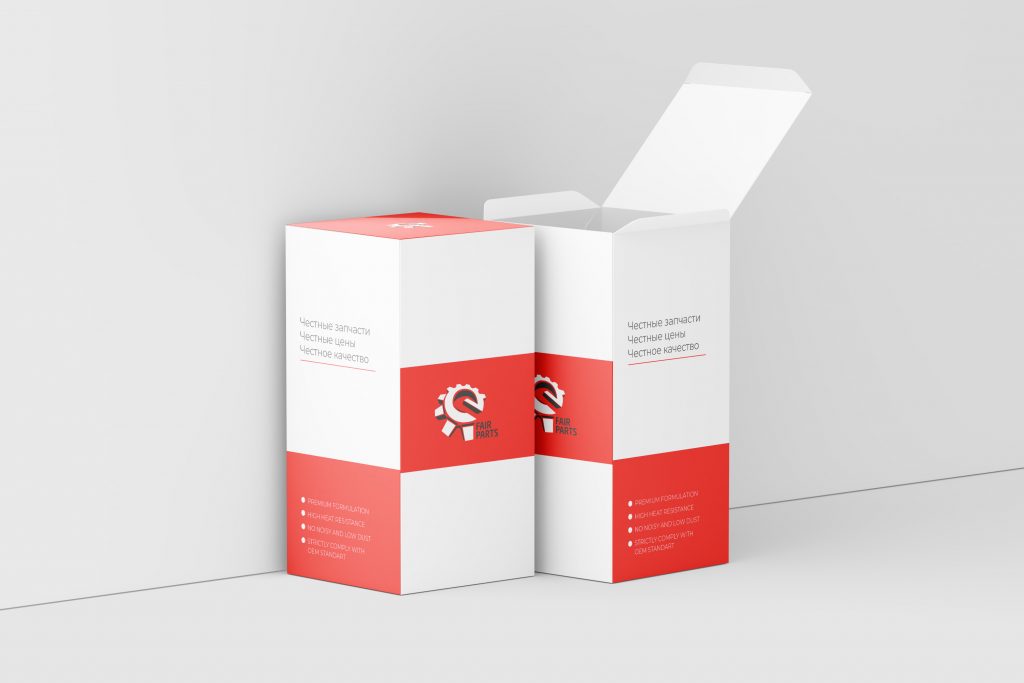 Честные запчасти
Честные цены
Честное качество
FAIR
PARTS
PREMIUM FORMULATION
HIGH HEAT RESISTANCE
NO NOISY AND LOW DUST
STRICTLY COMPLY WITH
OEM STANDART
Честные запчасти
Честные цены
Честное качество
FAIR
PARTS
PREMIUM FORMULATION
HIGH HEAT RESISTANCE
NO NOISY AND LOW DUST
STRICTLY COMPLY WITH
OEM STANDART